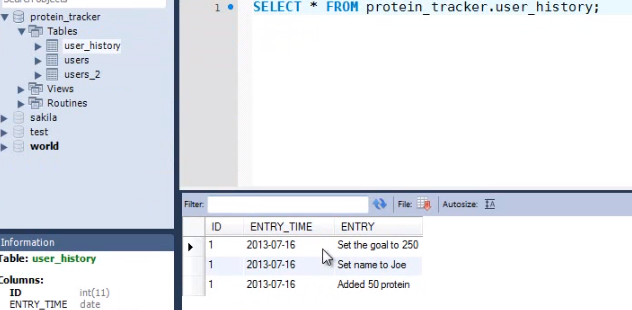 Search objects
protein_tracker
Tables
user_history
users
users_2
Views
Routines
sakila
test
world
1
SELECT * FROM protein_tracker.user_history;
Filter:
File:
Autosize:
ID ENTRY_TIME ENTRY
1 2013-07-16 Set the goal to 250
1 2013-07-16 Set name to Joe
1 2013-07-16 Added 50 protein
Information
Table: user_history
Columns:
ID int(11)
ENTRY_TIME date